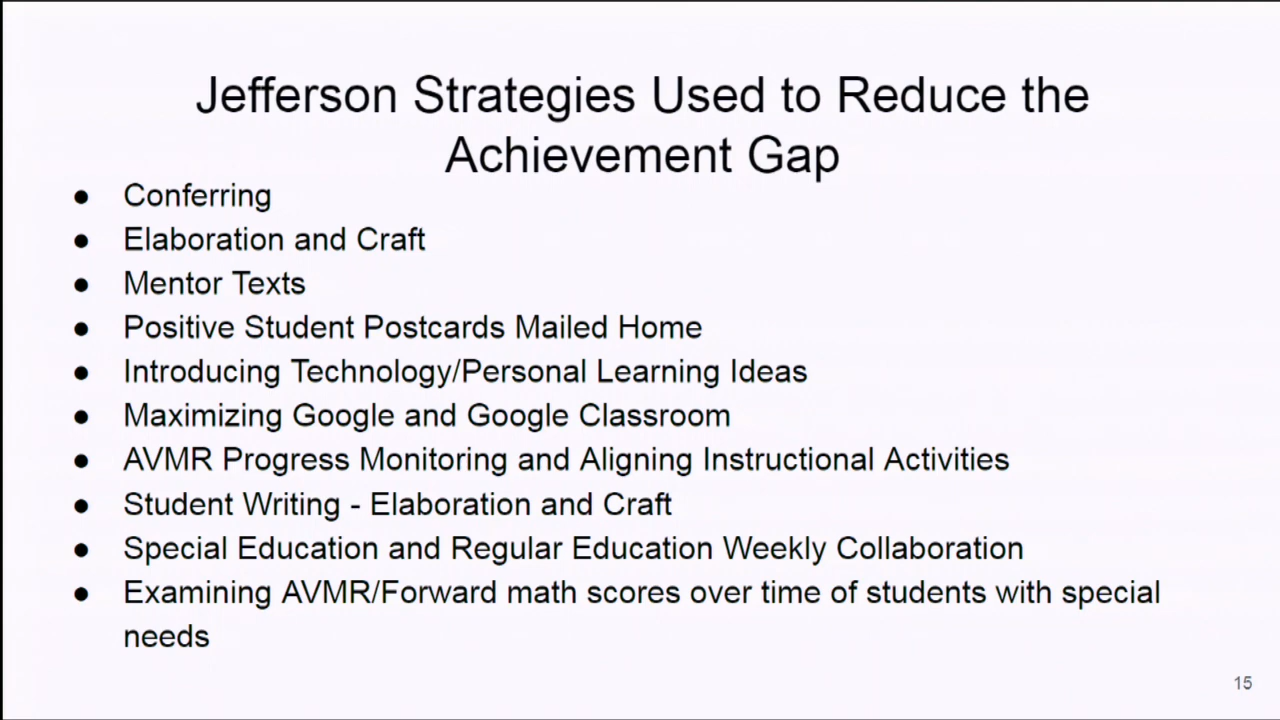 Jefferson Strategies Used to Reduce the
Achievement Gap
● Conferring
● Elaboration and Craft
● Mentor Texts
● Positive Student Postcards Mailed Home
● Introducing Technology/Personal Learning Ideas
● Maximizing Google and Google Classroom
● AVMR Progress Monitoring and Aligning Instructional Activities
● Student Writing - Elaboration and Craft
● Special Education and Regular Education Weekly Collaboration
● Examining AVMR/Forward math scores over time of students with special
needs
15